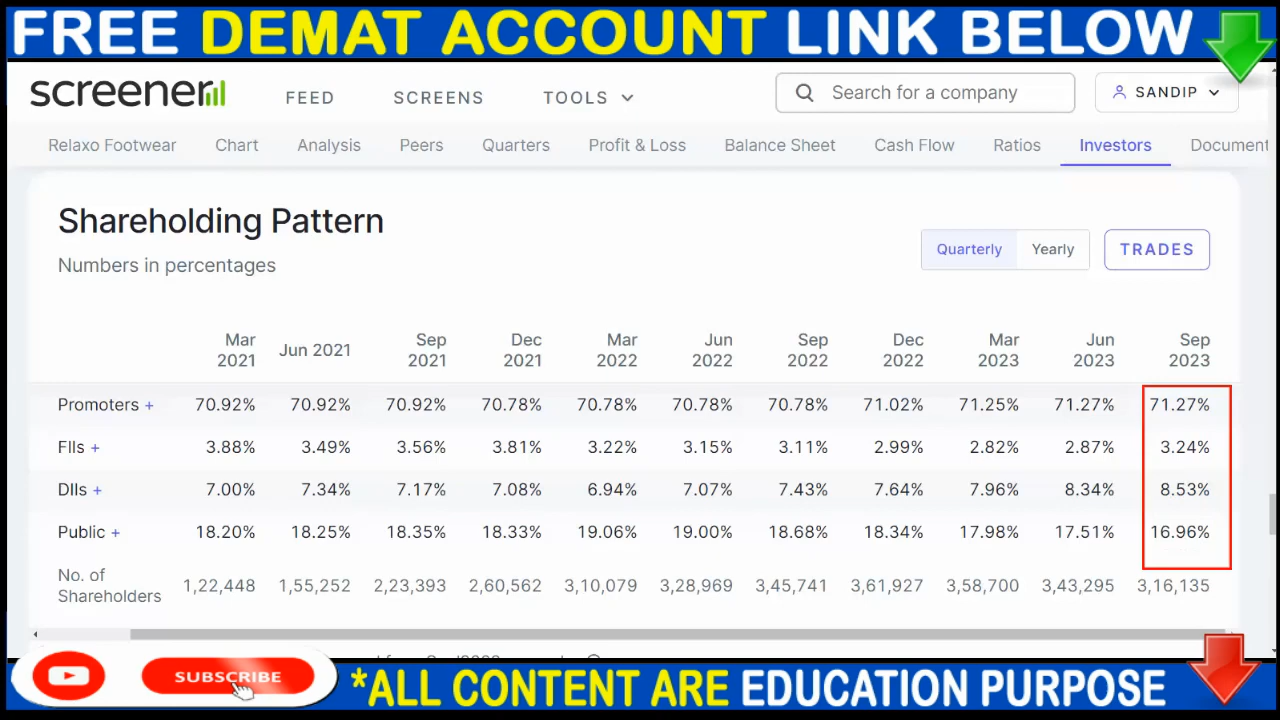 FREE DEMAT ACCOUNT LINK BELOW
screener
FEED SCREENS TOOLS
Search for a company
SANDIP
Relaxo Footwear Chart Analysis Peers Quarters Profit & Loss Balance Sheet Cash Flow Ratios Investors Document
Shareholding Pattern
Numbers in percentages
Quarterly Yearly TRADES
Mar 2021 Jun 2021 Sep 2021 Dec 2021 Mar 2022 Jun 2022 Sep 2022 Dec 2022 Mar 2023 Jun 2023 Sep 2023
Promoters + 70.92% 70.92% 70.92% 70.78% 70.78% 70.78% 70.78% 71.02% 71.25% 71.27% 71.27%
FIIs + 3.88% 3.49% 3.56% 3.81% 3.22% 3.15% 3.11% 2.99% 2.82% 2.87% 3.24%
DIIs + 7.00% 7.34% 7.17% 7.08% 6.94% 7.07% 7.43% 7.64% 7.96% 8.34% 8.53%
Public + 18.20% 18.25% 18.35% 18.33% 19.06% 19.00% 18.68% 18.34% 17.98% 17.51% 16.96%
No. of Shareholders 1,22,448 1,55,252 2,23,393 2,60,562 3,10,079 3,28,969 3,45,741 3,61,927 3,58,700 3,43,295 3,16,135
SUBSCRIBE
*ALL CONTENT ARE EDUCATION PURPOSE